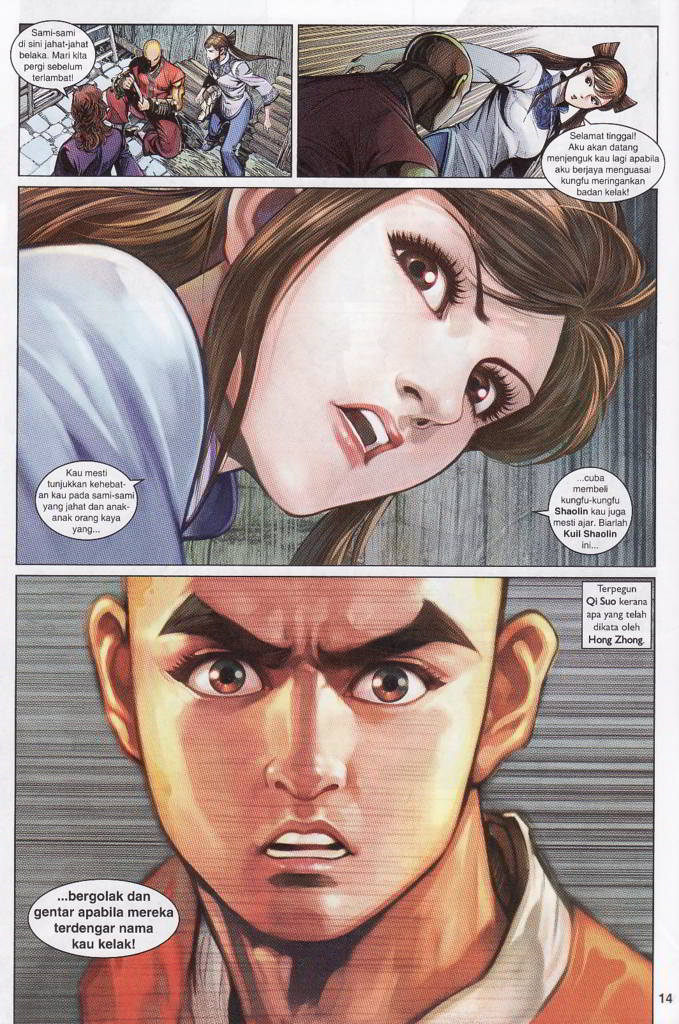 Sami-sami
di sini jahat-jahat
belaka. Mari kita
pergi sebelum
terlambat!
Selamat tinggal!
Aku akan datang
menjenguk kau lagi apabila
aku berjaya menguasai
kungfu meringankan
badan kelak!
Kau mesti
tunjukkan kehebat-
an kau pada sami-sami
yang jahat dan anak-
anak orang kaya
yang...
...cuba
membeli
kungfu-kungfu
Shaolin kau juga
mesti ajar. Biarlah
Kuil Shaolin
ini...
Terpegun
Qi Suo kerana
apa yang telah
dikata oleh
Hong Zhong.
...bergolak dan
gentar apabila mereka
terdengar nama
kau kelak!
14